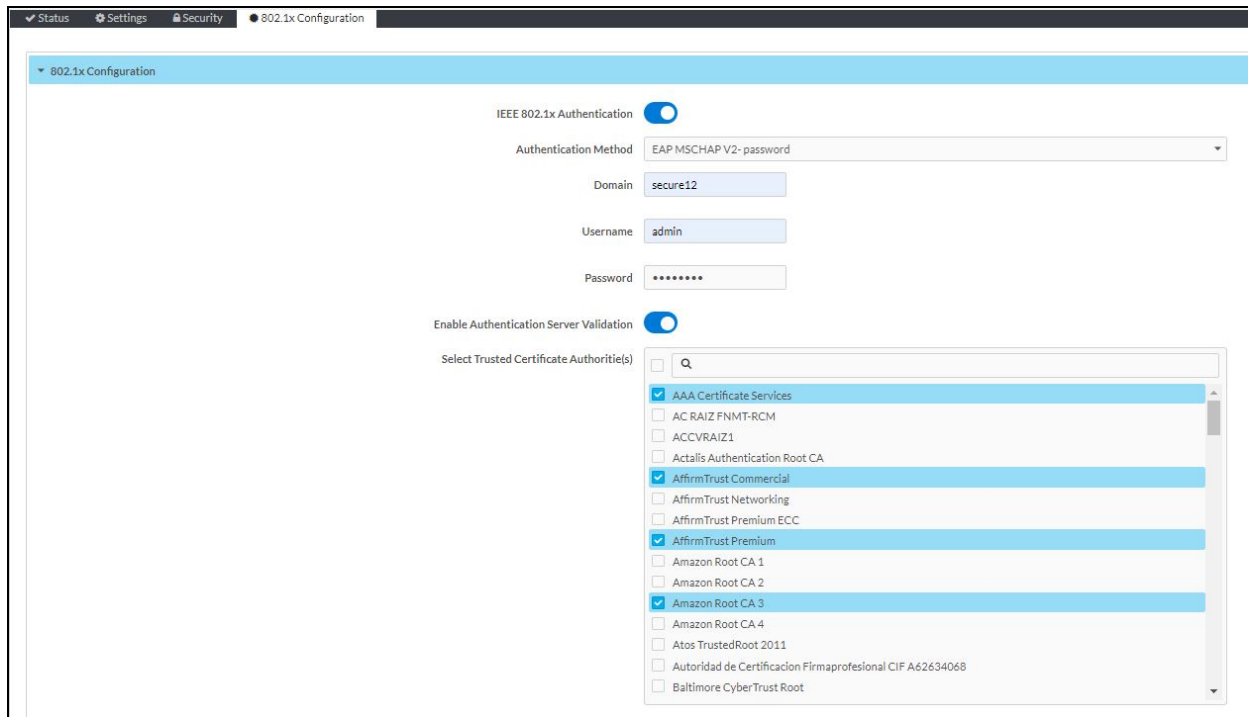 Status Settings Security 802.1x Configuration
802.1x Configuration
IEEE 802.1x Authentication
Authentication Method EAP MSCHAP V2- password
Domain secure12
Username admin
Password ••••••••
Enable Authentication Server Validation
Select Trusted Certificate Authoritie(s)
AAA Certificate Services
AC RAIZ FNMT-RCM
ACCVRAIZ1
Actalis Authentication Root CA
AffirmTrust Commercial
AffirmTrust Networking
AffirmTrust Premium ECC
AffirmTrust Premium
Amazon Root CA 1
Amazon Root CA 2
Amazon Root CA 3
Amazon Root CA 4
Atos TrustedRoot 2011
Autoridad de Certificacion Firmaprofesional CIF A62634068
Baltimore CyberTrust Root